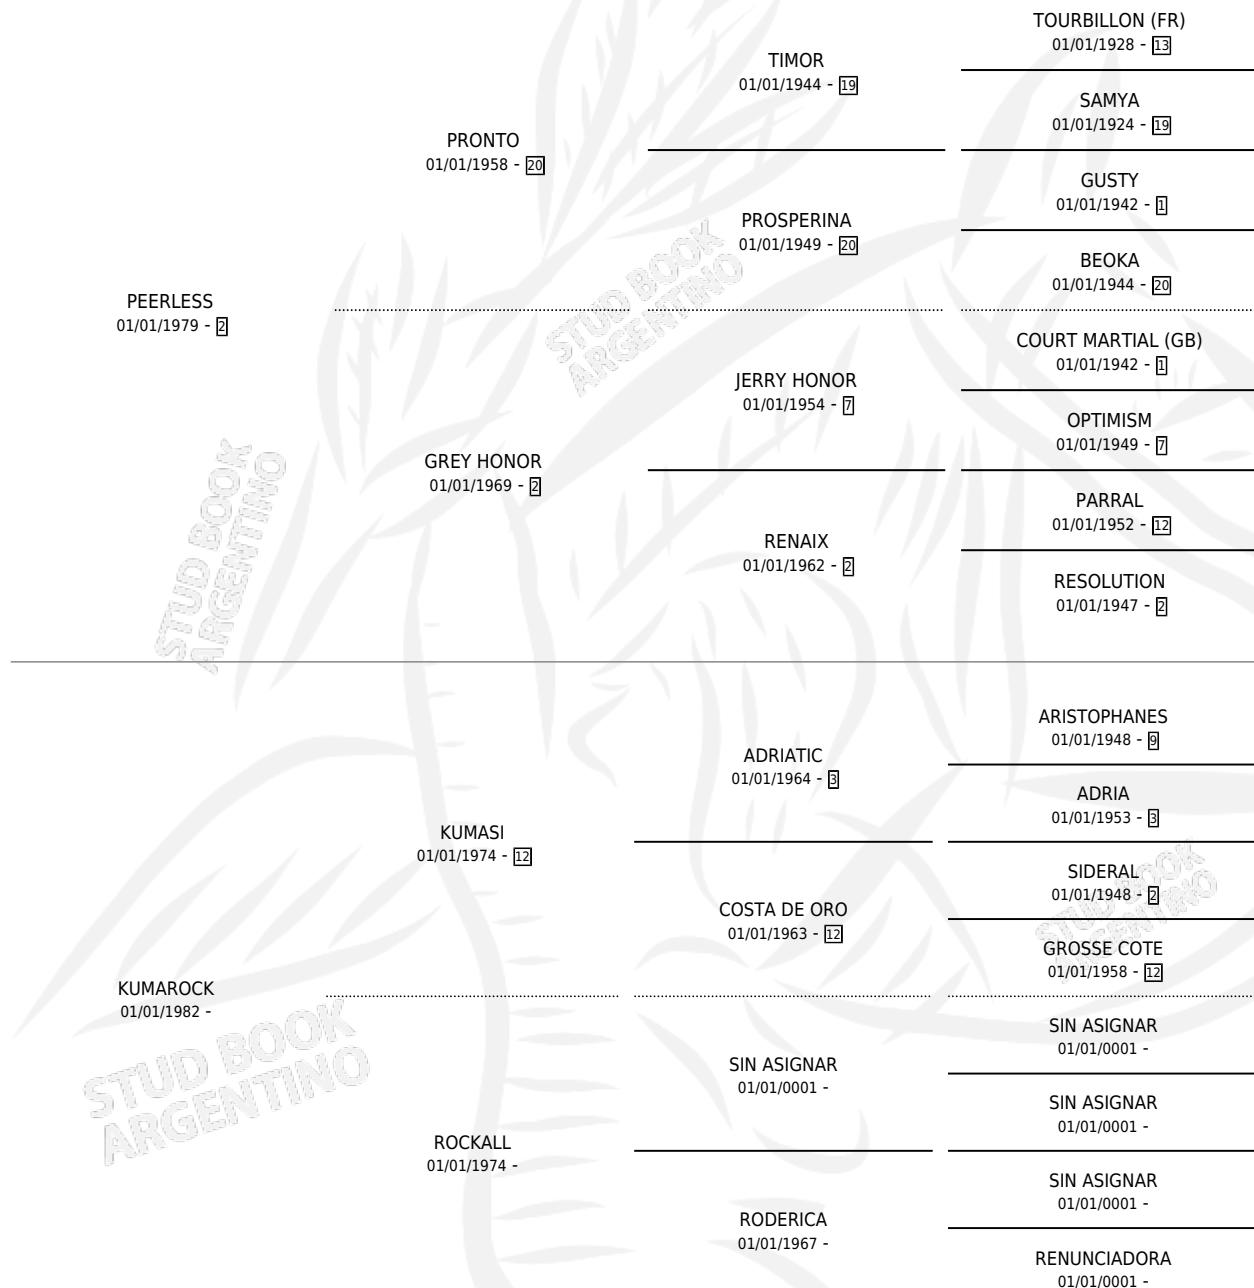 TOURBILLON (FR)
01/01/1928 - 13
TIMOR
01/01/1944 - 19
SAMYA
01/01/1924 - 19
PRONTO
01/01/1958 - 20
GUSTY
01/01/1942 - 1
PROSPERINA
01/01/1949 - 20
BEOKA
01/01/1944 - 20
PEERLESS
01/01/1979 - 2
COURT MARTIAL (GB)
01/01/1942 - 1
JERRY HONOR
01/01/1954 - 7
OPTIMISM
01/01/1949 - 7
GREY HONOR
01/01/1969 - 2
PARRAL
01/01/1952 - 12
RENAIX
01/01/1962 - 2
RESOLUTION
01/01/1947 - 2
ARISTOPHANES
01/01/1948 - 9
ADRIATIC
01/01/1964 - 3
ADRIA
01/01/1953 - 3
KUMASI
01/01/1974 - 12
SIDERAL
01/01/1948 - 2
COSTA DE ORO
01/01/1963 - 12
GROSSE COTE
01/01/1958 - 12
KUMAROCK
01/01/1982 -
SIN ASIGNAR
01/01/0001 -
SIN ASIGNAR
01/01/0001 -
SIN ASIGNAR
01/01/0001 -
ROCKALL
01/01/1974 -
SIN ASIGNAR
01/01/0001 -
RODERICA
01/01/1967 -
RENUNCIADORA
01/01/0001 -
STUD BOOK
ARGENTINO
STUD BOOK
ARGENTINO
STUD BOOK
ARGENTINO
STUD BOOK
ARGENTINO